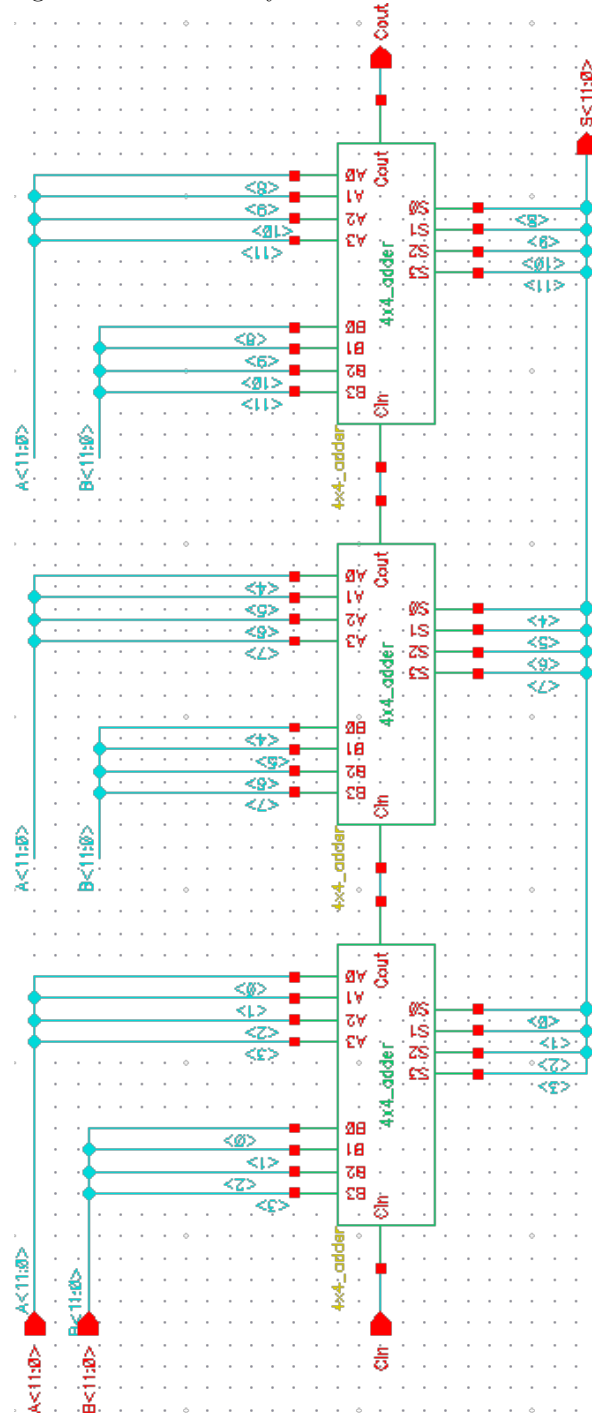 Cout
S<11:0>
A0
A1
A2
A3
<8>
<9>
<10>
<11>
Cout
S0
S1
S2
S3
<8>
<9>
<10>
<11>
4x4_adder
B0
B1
B2
B3
<8>
<9>
<10>
<11>
Cin
A<11:0>
B<11:0>
4x4_adder
A0
A1
A2
A3
<4>
<5>
<6>
<7>
Cout
S0
S1
S2
S3
<4>
<5>
<6>
<7>
4x4_adder
B0
B1
B2
B3
<4>
<5>
<6>
<7>
Cin
A<11:0>
B<11:0>
4x4_adder
A0
A1
A2
A3
<0>
<1>
<2>
<3>
Cout
S0
S1
S2
S3
<0>
<1>
<2>
<3>
4x4_adder
B0
B1
B2
B3
<0>
<1>
<2>
<3>
Cin
4x4_adder
A<11:0>
B<11:0>
A<11:0>
B<11:0>
Cin